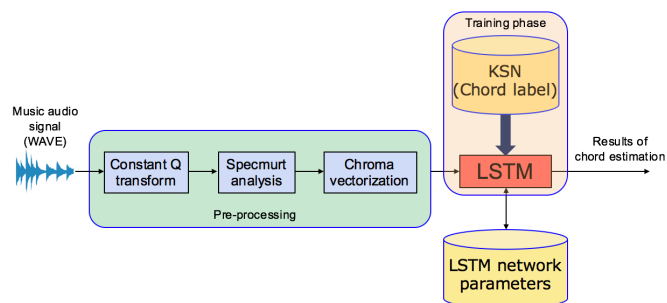 Training phase
KSN
(Chord label)
Music audio
signal
(WAVE)
Constant Q
transform
Specmurt
analysis
Chroma
vectorization
LSTM
Results of
chord estimation
Pre-processing
LSTM network
parameters